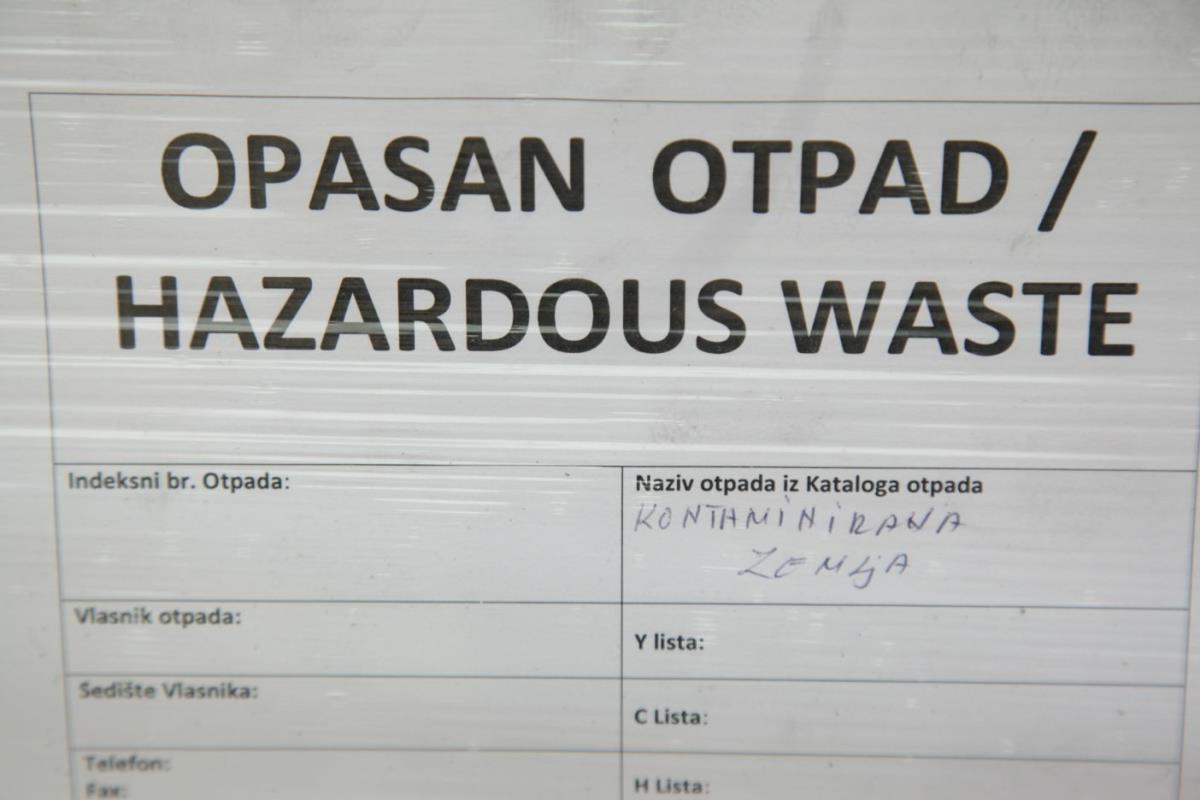 OPASAN OTPAD /
HAZARDOUS WASTE
Indeksni br. Otpada:
Naziv otpada iz Kataloga otpada
KONTAMINIRANA
ZEMLjA
Vlasnik otpada:
Y lista:
Sedište Vlasnika:
C Lista:
Telefon:
Fax:
H Lista: